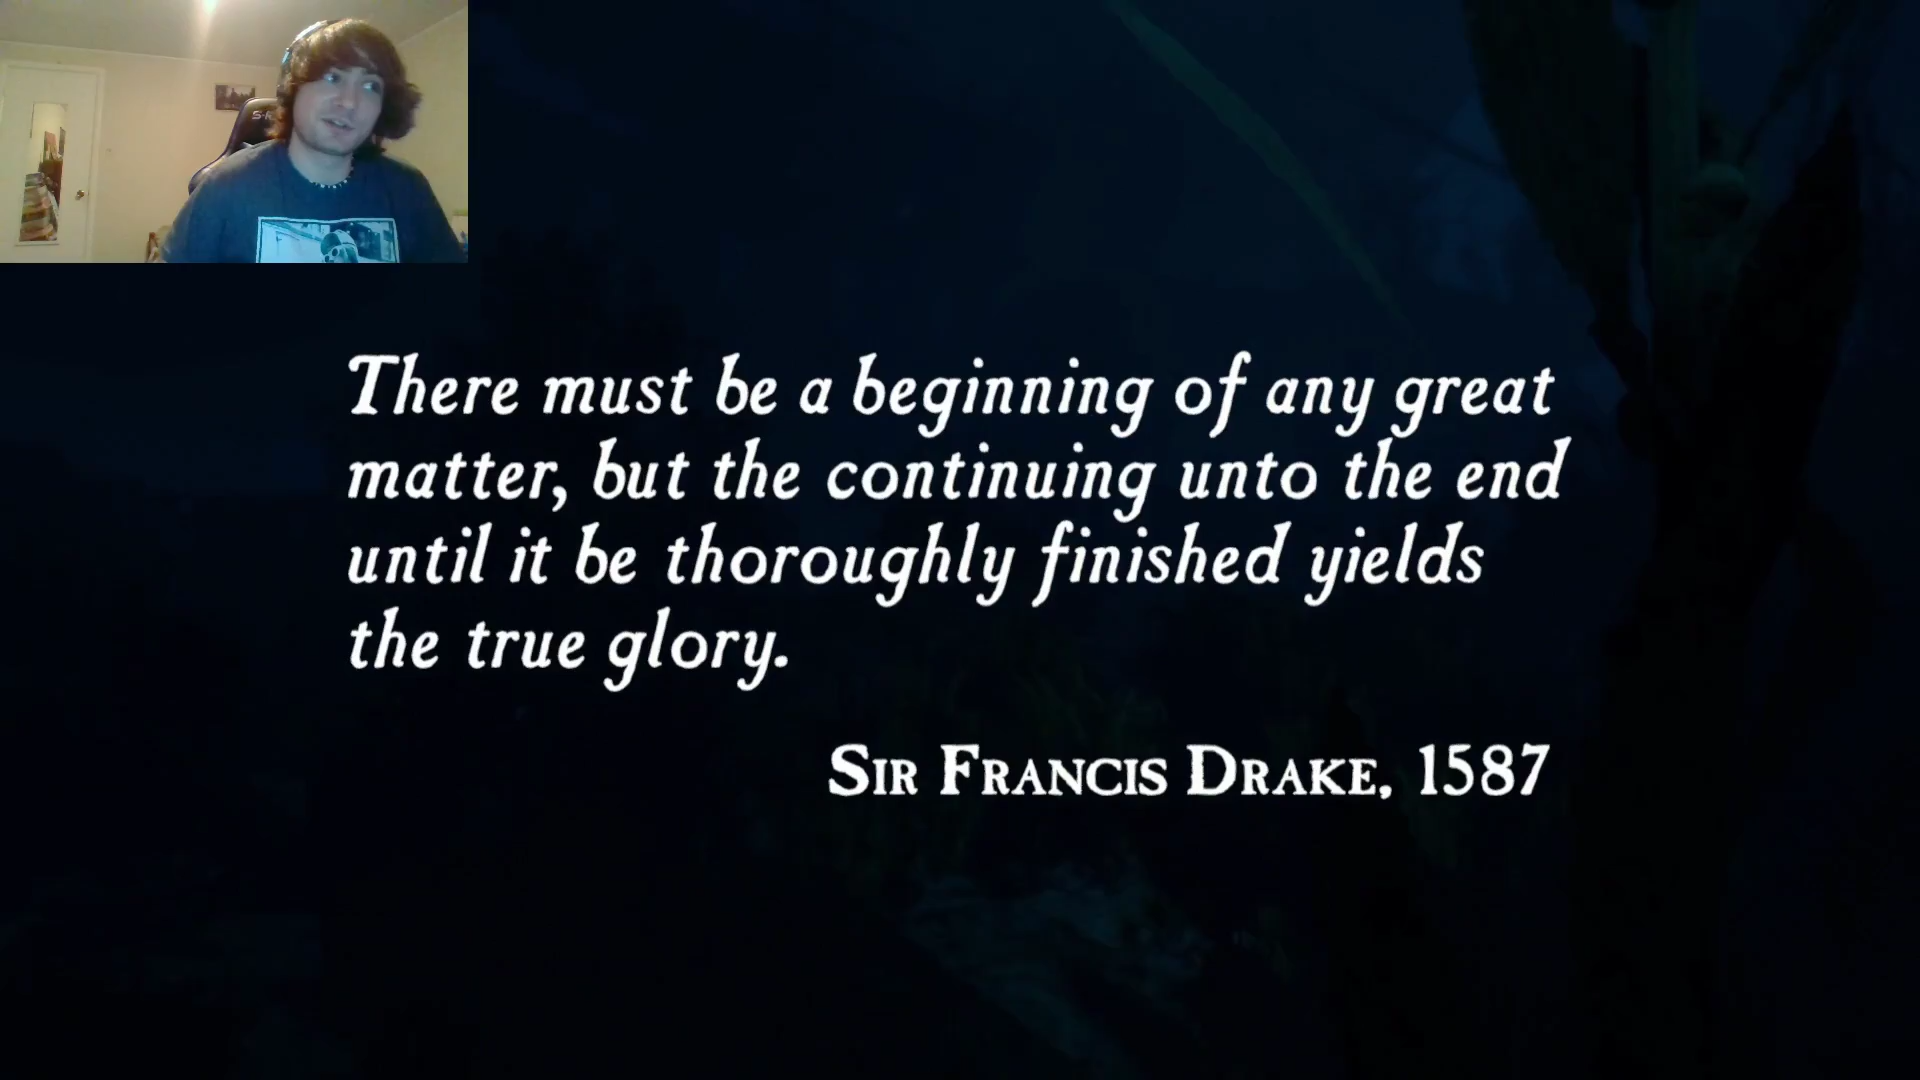 S-R
There must be a beginning of any great
matter, but the continuing unto the end
until it be thoroughly finished yields
the true glory.
SIR FRANCIS DRAKE, 1587